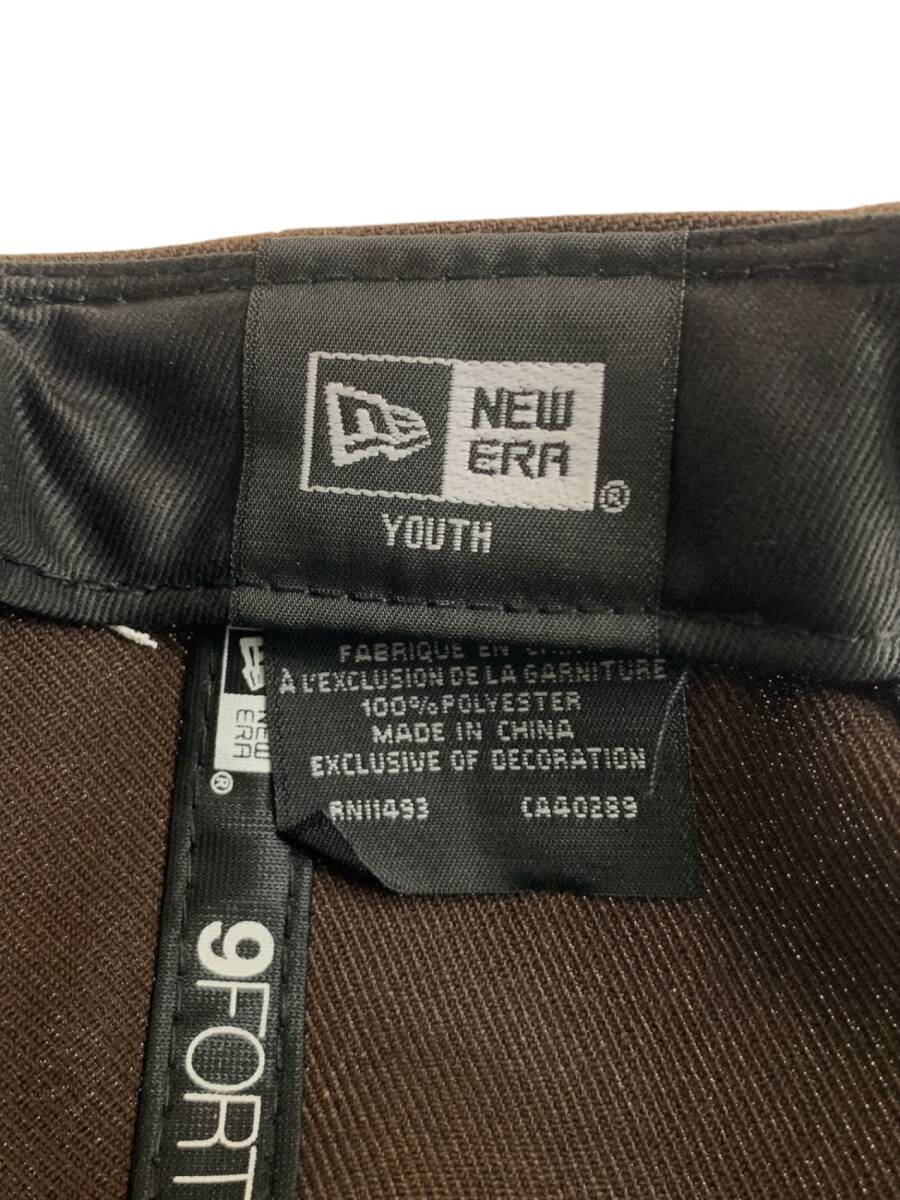 NEW
ERA
®
YOUTH
FABRIQUE EN
À L'EXCLUSION DE LA GARNITURE
100% POLYESTER
MADE IN CHINA
EXCLUSIVE OF DECORATION
RN11493 CA40289
NEW
ERA
®
9FORT